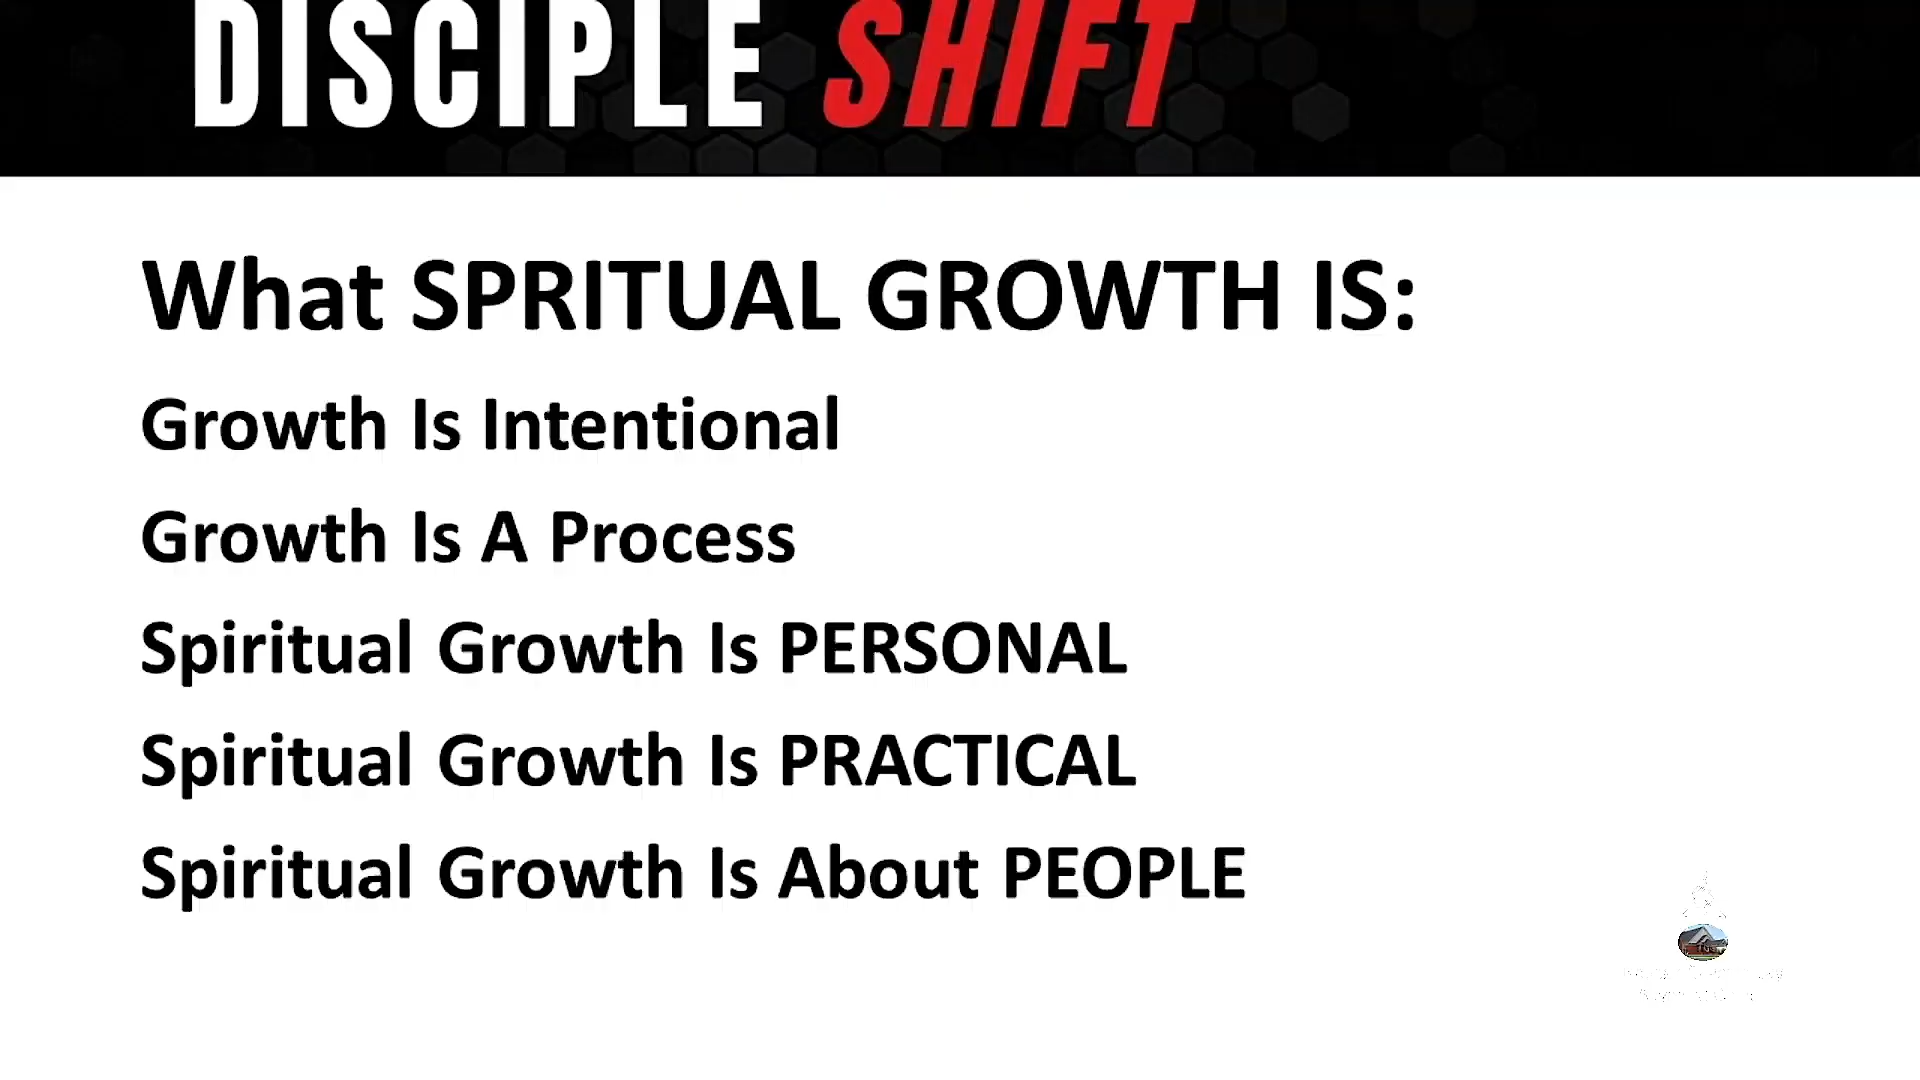 DISCIPLE SHIFT
What SPRITUAL GROWTH IS:
Growth Is Intentional
Growth Is A Process
Spiritual Growth Is PERSONAL
Spiritual Growth Is PRACTICAL
Spiritual Growth Is About PEOPLE